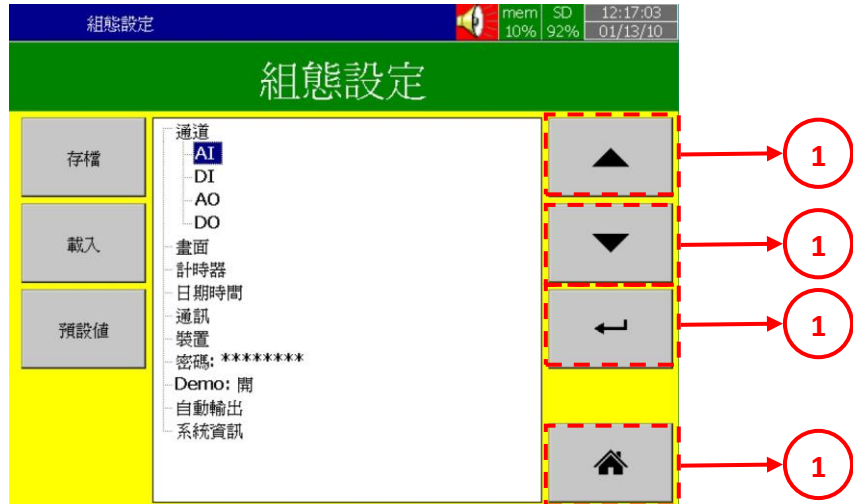 組態設定
mem SD 12:17:03
10% 92% 01/13/10
組態設定
存檔
載入
預設值
通道
AI
DI
AO
DO
畫面
計時器
日期時間
通訊
裝置
密碼: ********
Demo: 開
自動輸出
系統資訊
1
1
1
1